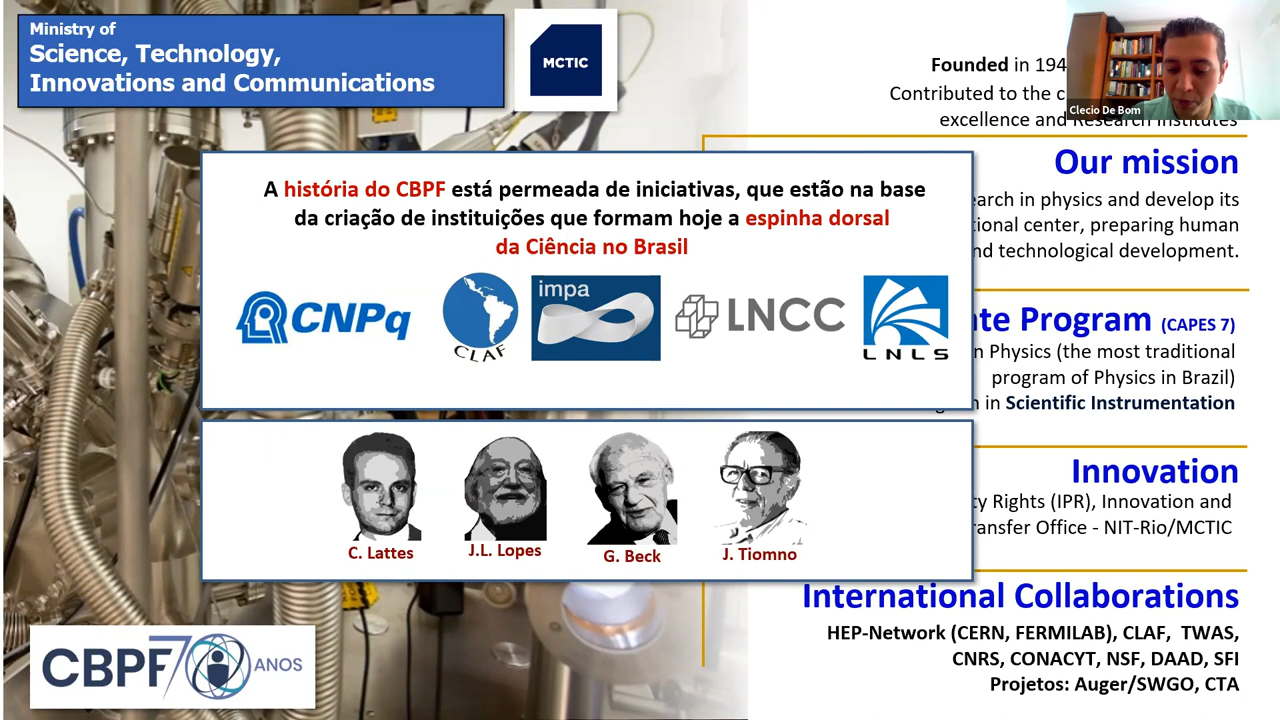 Ministry of
Science, Technology,
Innovations and Communications
MCTIC
Founded in 194
Contributed to the c
excellence and Research Institutes
Clecio De Bom
Our mission
earch in physics and develop its
tional center, preparing human
nd technological development.
A história do CBPF está permeada de iniciativas, que estão na base
da criação de instituições que formam hoje a espinha dorsal
da Ciência no Brasil
CNPq
CLAF
impa
LNCC
LNLS
te Program (CAPES 7)
n Physics (the most traditional
program of Physics in Brazil)
in Scientific Instrumentation
C. Lattes
J.L. Lopes
G. Beck
J. Tiomno
Innovation
ty Rights (IPR), Innovation and
ransfer Office - NIT-Rio/MCTIC
International Collaborations
HEP-Network (CERN, FERMILAB), CLAF, TWAS,
CNRS, CONACYT, NSF, DAAD, SFI
Projetos: Auger/SWGO, CTA
CBPF 70 ANOS